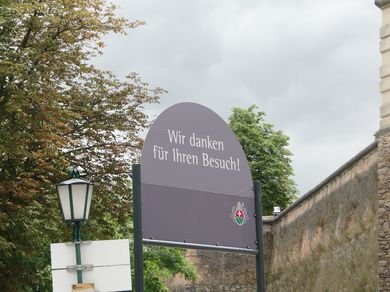 Wir danken
für Ihren Besuch!